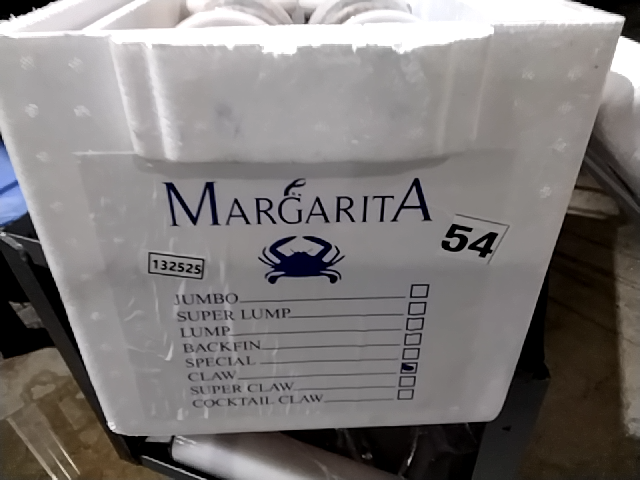 MARGARITA
54
132525
JUMBO
SUPER LUMP
LUMP
BACKFIN
SPECIAL
CLAW
SUPER CLAW
COCKTAIL CLAW